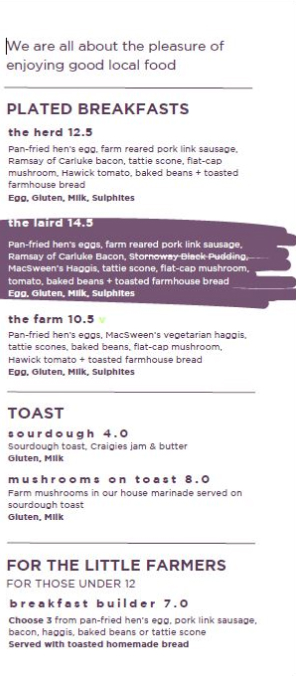 We are all about the pleasure of
enjoying good local food
PLATED BREAKFASTS
the herd 12.5
Pan-fried hen's egg, farm reared pork link sausage,
Ramsay of Carluke bacon, tattie scone, flat-cap
mushroom, Hawick tomato, baked beans + toasted
farmhouse bread
Egg, Gluten, Milk, Sulphites
the laird 14.5
Pan-fried hen's eggs, farm reared pork link sausage,
Ramsay of Carluke Bacon, Stornoway Black Pudding,
MacSween's Haggis, tattie scone, flat-cap mushroom,
tomato, baked beans + toasted farmhouse bread
Egg, Gluten, Milk, Sulphites
the farm 10.5 v
Pan-fried hen's eggs, MacSween's vegetarian haggis,
tattie scones, baked beans, flat-cap mushroom,
Hawick tomato + toasted farmhouse bread
Egg, Gluten, Milk, Sulphites
TOAST
sourdough 4.0
Sourdough toast, Craigies jam & butter
Gluten, Milk
mushrooms on toast 8.0
Farm mushrooms in our house marinade served on
sourdough toast
Gluten, Milk
FOR THE LITTLE FARMERS
FOR THOSE UNDER 12
breakfast builder 7.0
Choose 3 from pan-fried hen's egg, pork link sausage,
bacon, haggis, baked beans or tattie scone
Served with toasted homemade bread